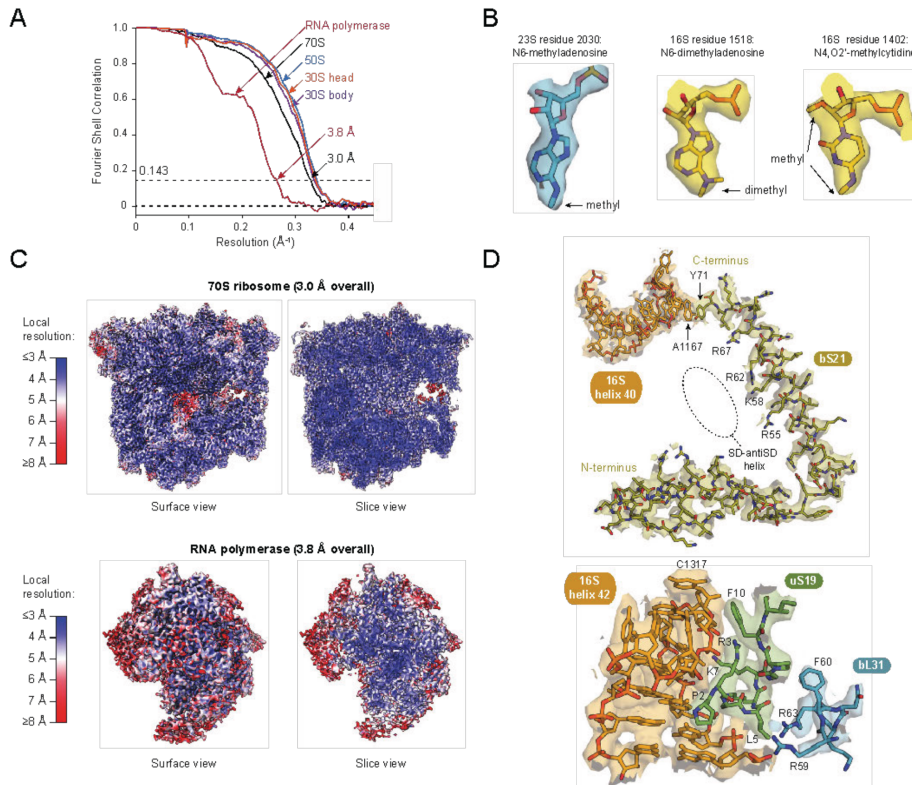 A
Fourier Shell Correlation
1.0
0.8
0.6
0.4
0.2
0
0.143
RNA polymerase
70S
50S
30S head
30S body
3.8 Å
3.0 Å
0
0.1
0.2
0.3
0.4
Resolution (Å⁻¹)
B
23S residue 2030:
N6-methyladenosine
methyl
16S residue 1518:
N6-dimethyladenosine
dimethyl
16S residue 1402:
N4,O2'-methylcytidine
methyl
C
70S ribosome (3.0 Å overall)
Local
resolution:
≤3 Å
4 Å
5 Å
6 Å
7 Å
≥8 Å
Surface view
Slice view
RNA polymerase (3.8 Å overall)
Local
resolution:
≤3 Å
4 Å
5 Å
6 Å
7 Å
≥8 Å
Surface view
Slice view
D
C-terminus
Y71
A1167
R67
bS21
16S
helix 40
R62
K58
R55
SD-antiSD
helix
N-terminus
16S
helix 42
C1317
uS19
F10
R3
K7
P2
L5
F60
bL31
R63
R59